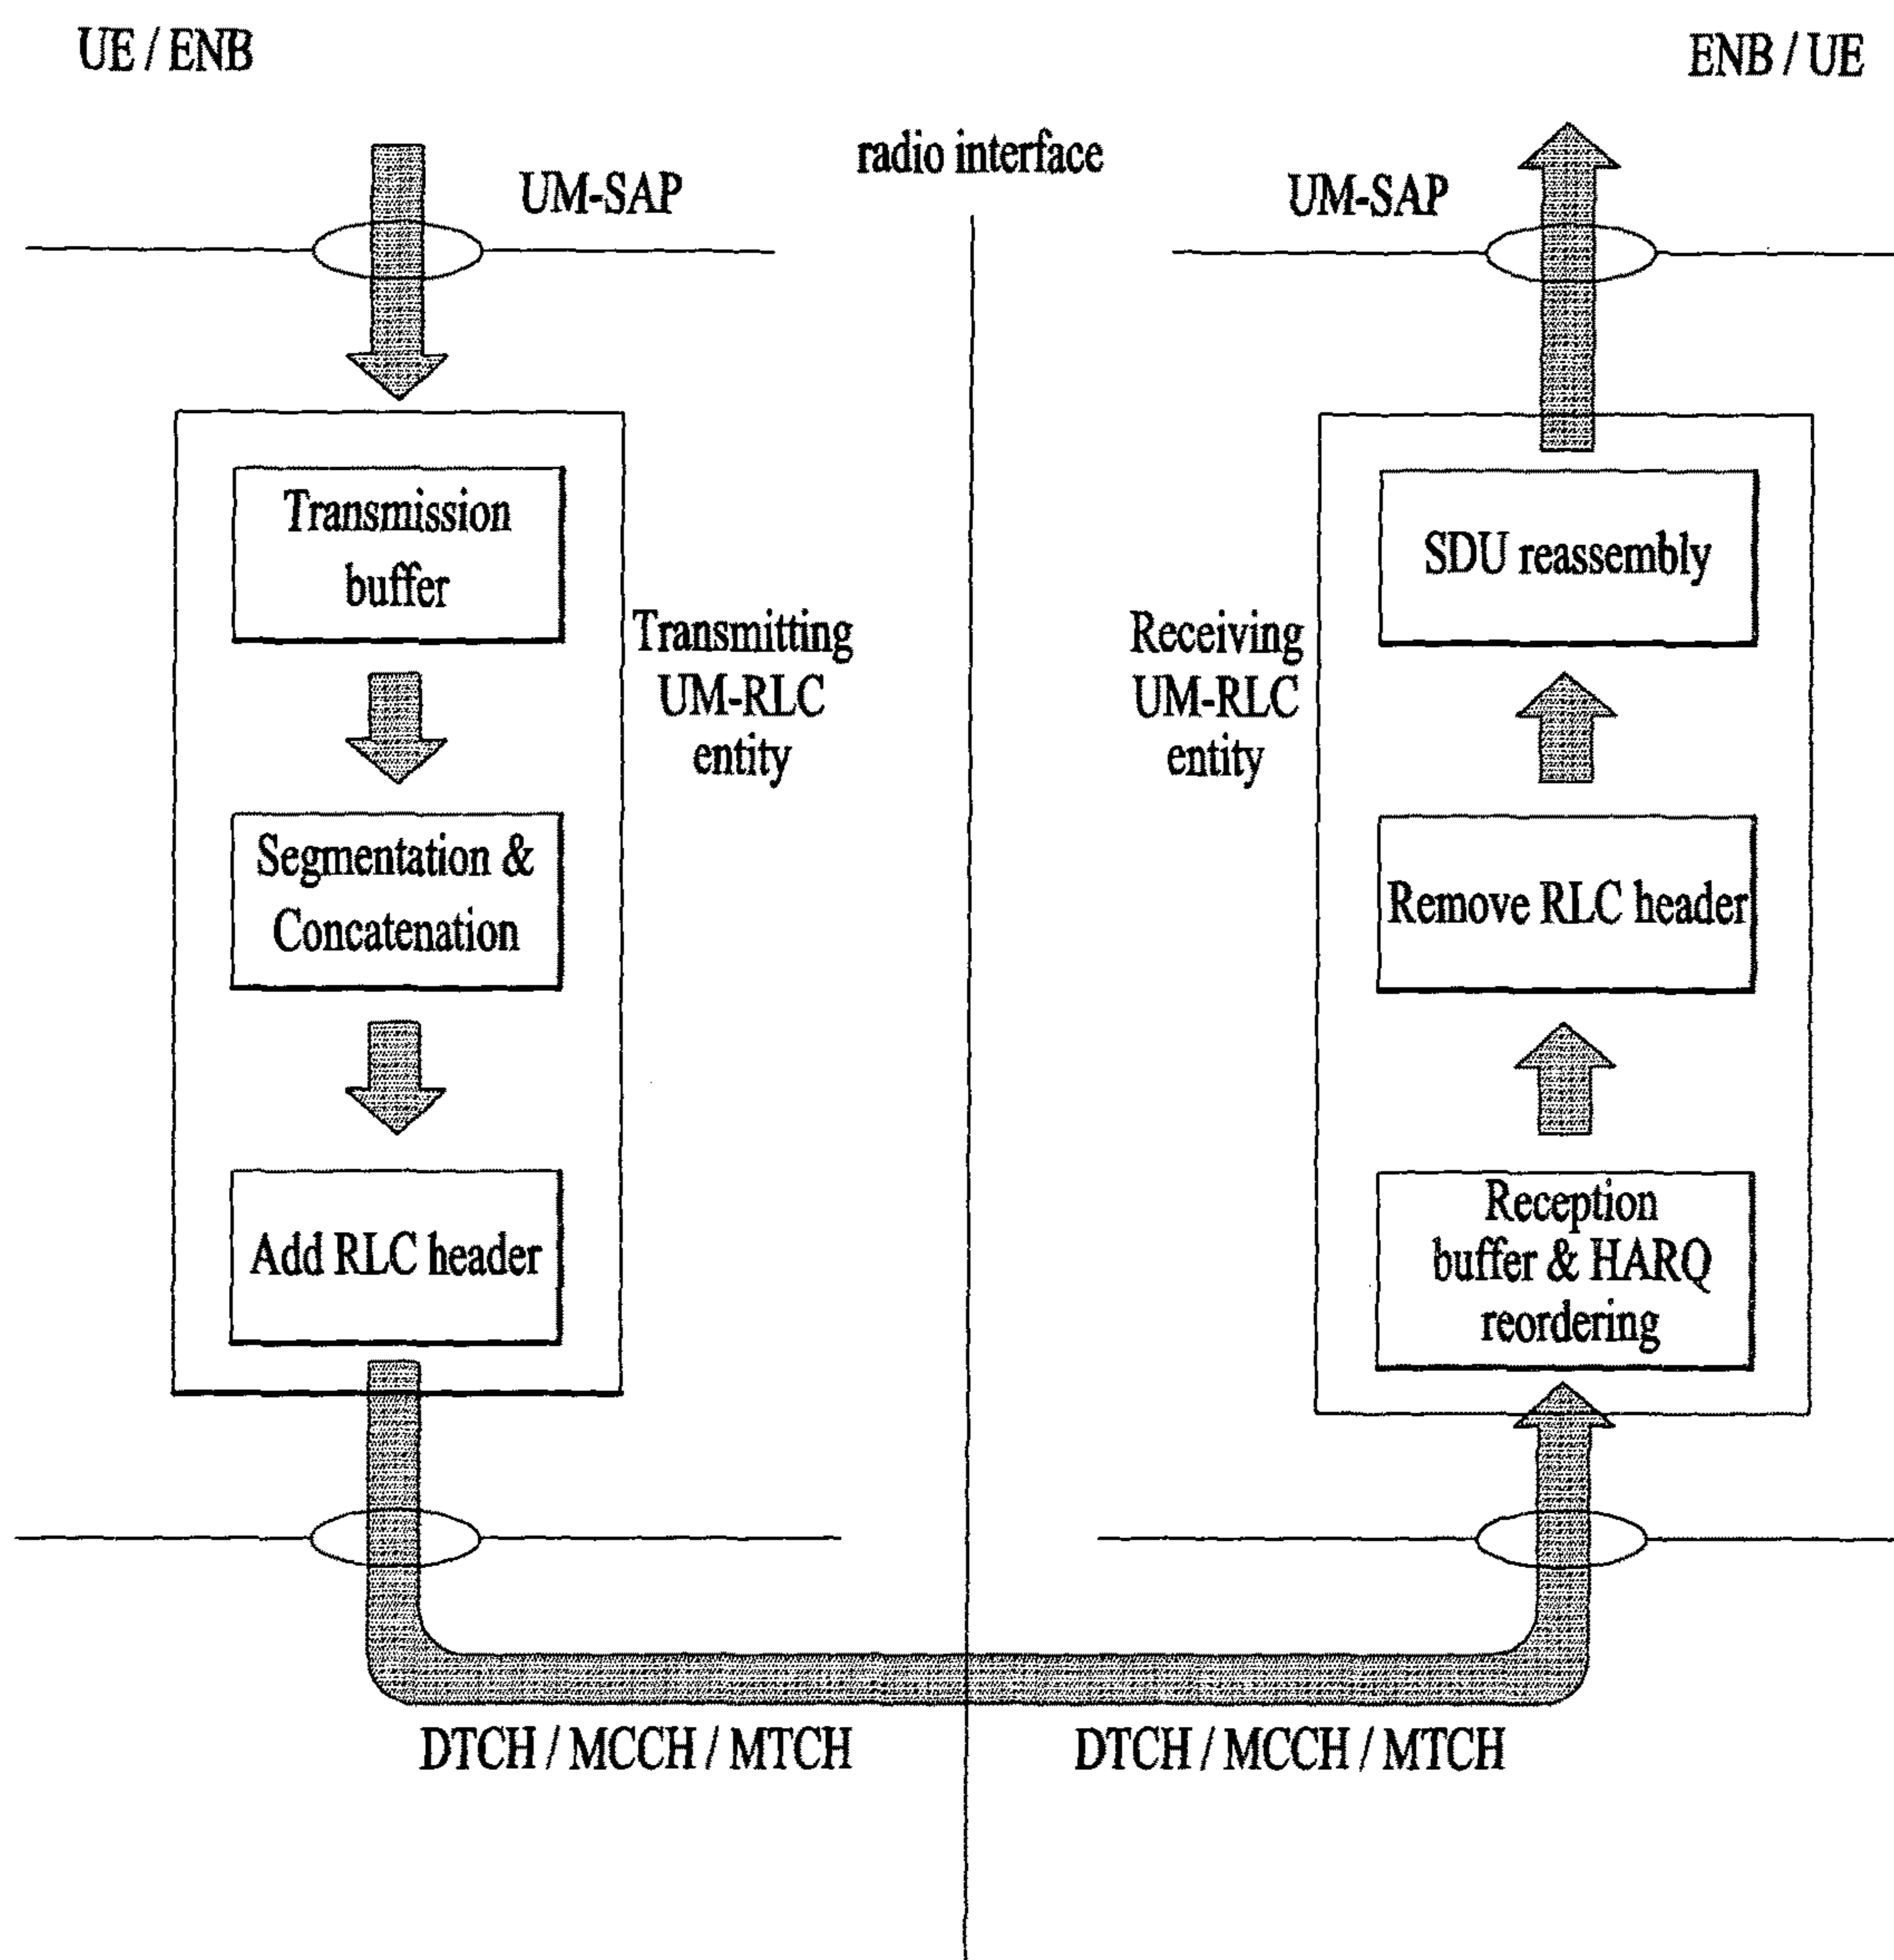 UE / ENB
ENB / UE
radio interface
UM-SAP
UM-SAP
Transmission
buffer
Segmentation &
Concatenation
Add RLC header
Transmitting
UM-RLC
entity
Receiving
UM-RLC
entity
SDU reassembly
Remove RLC header
Reception
buffer & HARQ
reordering
DTCH / MCCH / MTCH
DTCH / MCCH / MTCH